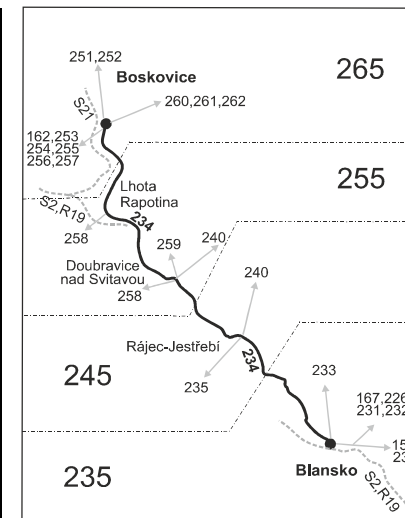 251,252
Boskovice
265
260,261,262
S21
162,253
254,255
256,257
255
Lhota
Rapotina
S2,R19
234
258
259
240
Doubravice
nad Svitavou
258
240
Rájec-Jestřebí
234
245
235
233
167,226
231,232
Blansko
235
S2,R19